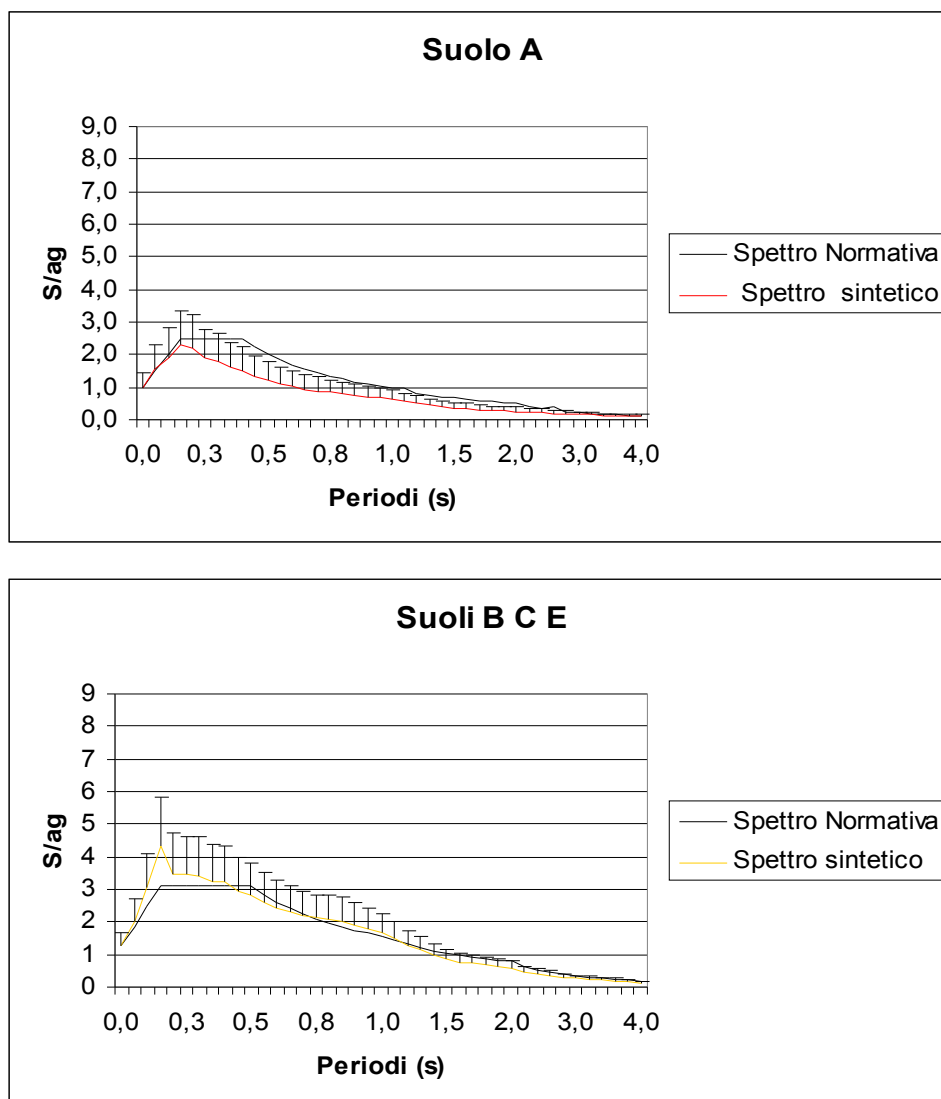 Suolo A
9,0
8,0
7,0
6,0
5,0
4,0
3,0
2,0
1,0
0,0
S/ag
0,0 0,3 0,5 0,8 1,0 1,5 2,0 3,0 4,0
Periodi (s)
Spettro Normativa
Spettro sintetico
Suoli B C E
9
8
7
6
5
4
3
2
1
0
S/ag
0,0 0,3 0,5 0,8 1,0 2,0 3,0 4,0
Periodi (s)
Spettro Normativa
Spettro sintetico